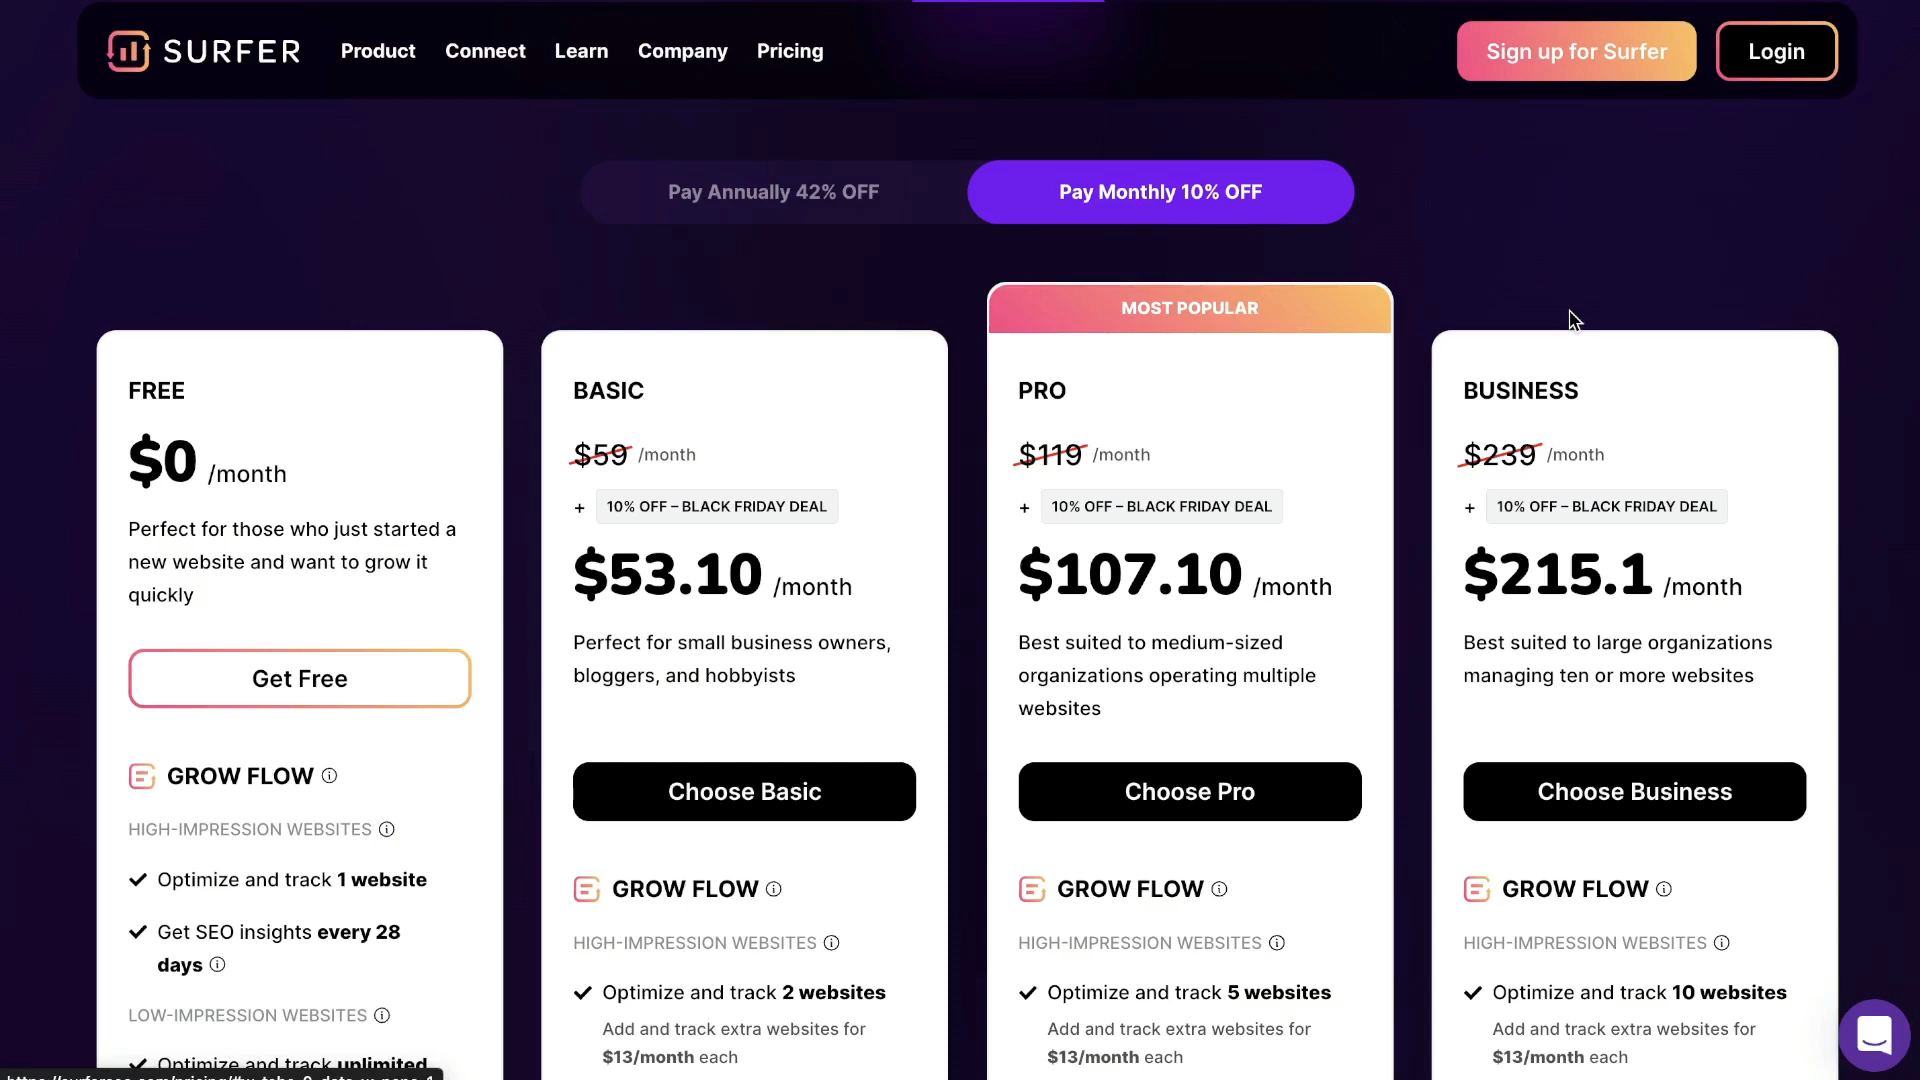 SURFER
Product
Connect
Learn
Company
Pricing
Sign up for Surfer
Login
Pay Annually 42% OFF
Pay Monthly 10% OFF
FREE
$0 /month
Perfect for those who just started a
new website and want to grow it
quickly
Get Free
GROW FLOW
HIGH-IMPRESSION WEBSITES
Optimize and track 1 website
Get SEO insights every 28
days
LOW-IMPRESSION WEBSITES
Optimize and track unlimited
BASIC
$59 /month
+ 10% OFF – BLACK FRIDAY DEAL
$53.10 /month
Perfect for small business owners,
bloggers, and hobbyists
Choose Basic
GROW FLOW
HIGH-IMPRESSION WEBSITES
Optimize and track 2 websites
Add and track extra websites for
$13/month each
MOST POPULAR
PRO
$119 /month
+ 10% OFF – BLACK FRIDAY DEAL
$107.10 /month
Best suited to medium-sized
organizations operating multiple
websites
Choose Pro
GROW FLOW
HIGH-IMPRESSION WEBSITES
Optimize and track 5 websites
Add and track extra websites for
$13/month each
BUSINESS
$239 /month
+ 10% OFF – BLACK FRIDAY DEAL
$215.1 /month
Best suited to large organizations
managing ten or more websites
Choose Business
GROW FLOW
HIGH-IMPRESSION WEBSITES
Optimize and track 10 websites
Add and track extra websites for
$13/month each